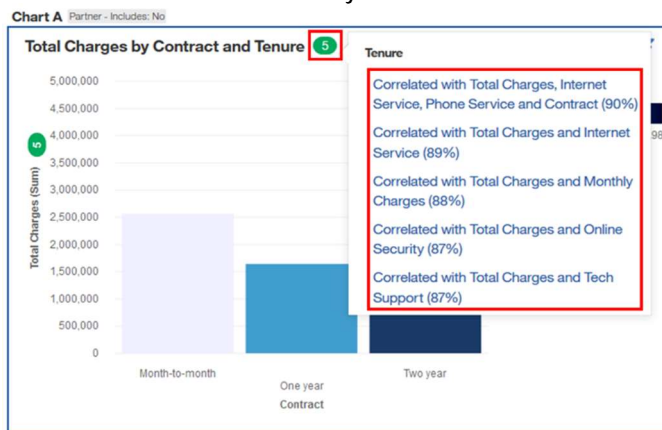 Chart A Partner - Includes: No
Total Charges by Contract and Tenure 5
Tenure
Correlated with Total Charges, Internet
Service, Phone Service and Contract (90%)
Correlated with Total Charges and Internet
Service (89%)
Correlated with Total Charges and Monthly
Charges (88%)
Correlated with Total Charges and Online
Security (87%)
Correlated with Total Charges and Tech
Support (87%)
5,000,000
4,500,000
4,000,000
3,500,000
3,000,000
2,500,000
2,000,000
1,500,000
1,000,000
500,000
0
5
Total Charges (Sum)
98
Month-to-month
One year
Two year
Contract